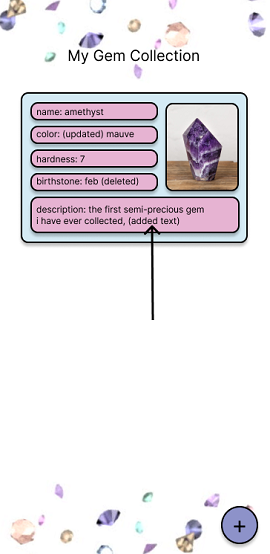 My Gem Collection
name: amethyst
color: (updated) mauve
hardness: 7
birthstone: feb (deleted)
description: the first semi-precious gem
i have ever collected, (added text)
+